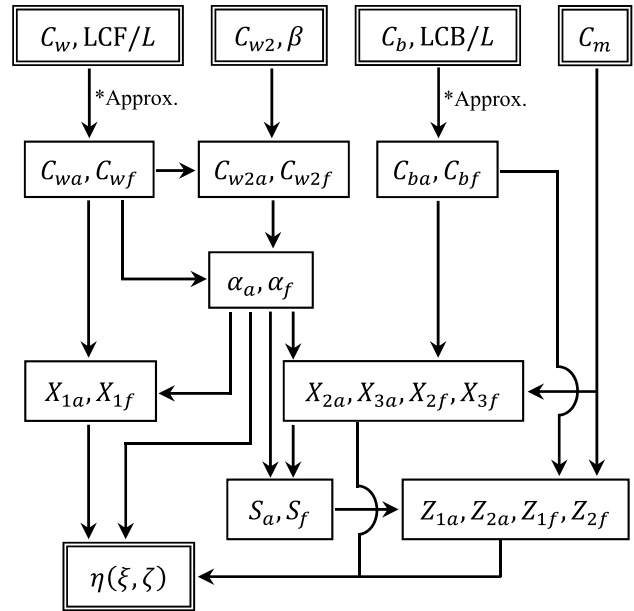 C_w, LCF/L
C_{w2}, β
C_b, LCB/L
C_m
*Approx.
*Approx.
C_{wa}, C_{wf}
C_{w2a}, C_{w2f}
C_{ba}, C_{bf}
α_a, α_f
X_{1a}, X_{1f}
X_{2a}, X_{3a}, X_{2f}, X_{3f}
S_a, S_f
Z_{1a}, Z_{2a}, Z_{1f}, Z_{2f}
η(ξ, ζ)